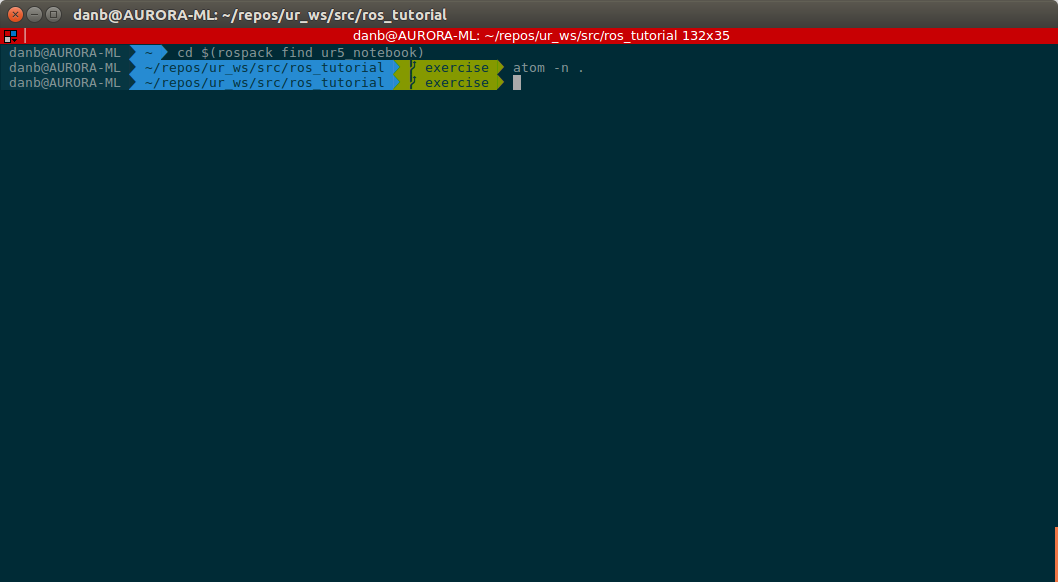 danb@AURORA-ML: ~/repos/ur_ws/src/ros_tutorial
danb@AURORA-ML: ~/repos/ur_ws/src/ros_tutorial 132x35
danb@AURORA-ML ~ cd $(rospack find ur5_notebook)
danb@AURORA-ML ~/repos/ur_ws/src/ros_tutorial exercise atom -n .
danb@AURORA-ML ~/repos/ur_ws/src/ros_tutorial exercise